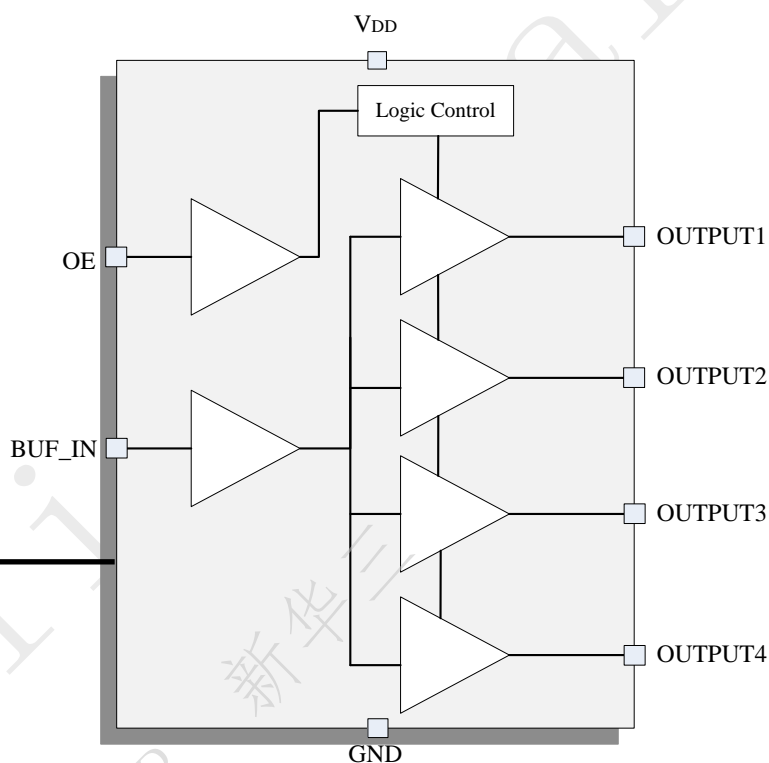 VDD
Logic Control
OE
OUTPUT1
OUTPUT2
BUF_IN
OUTPUT3
OUTPUT4
GND
新华三